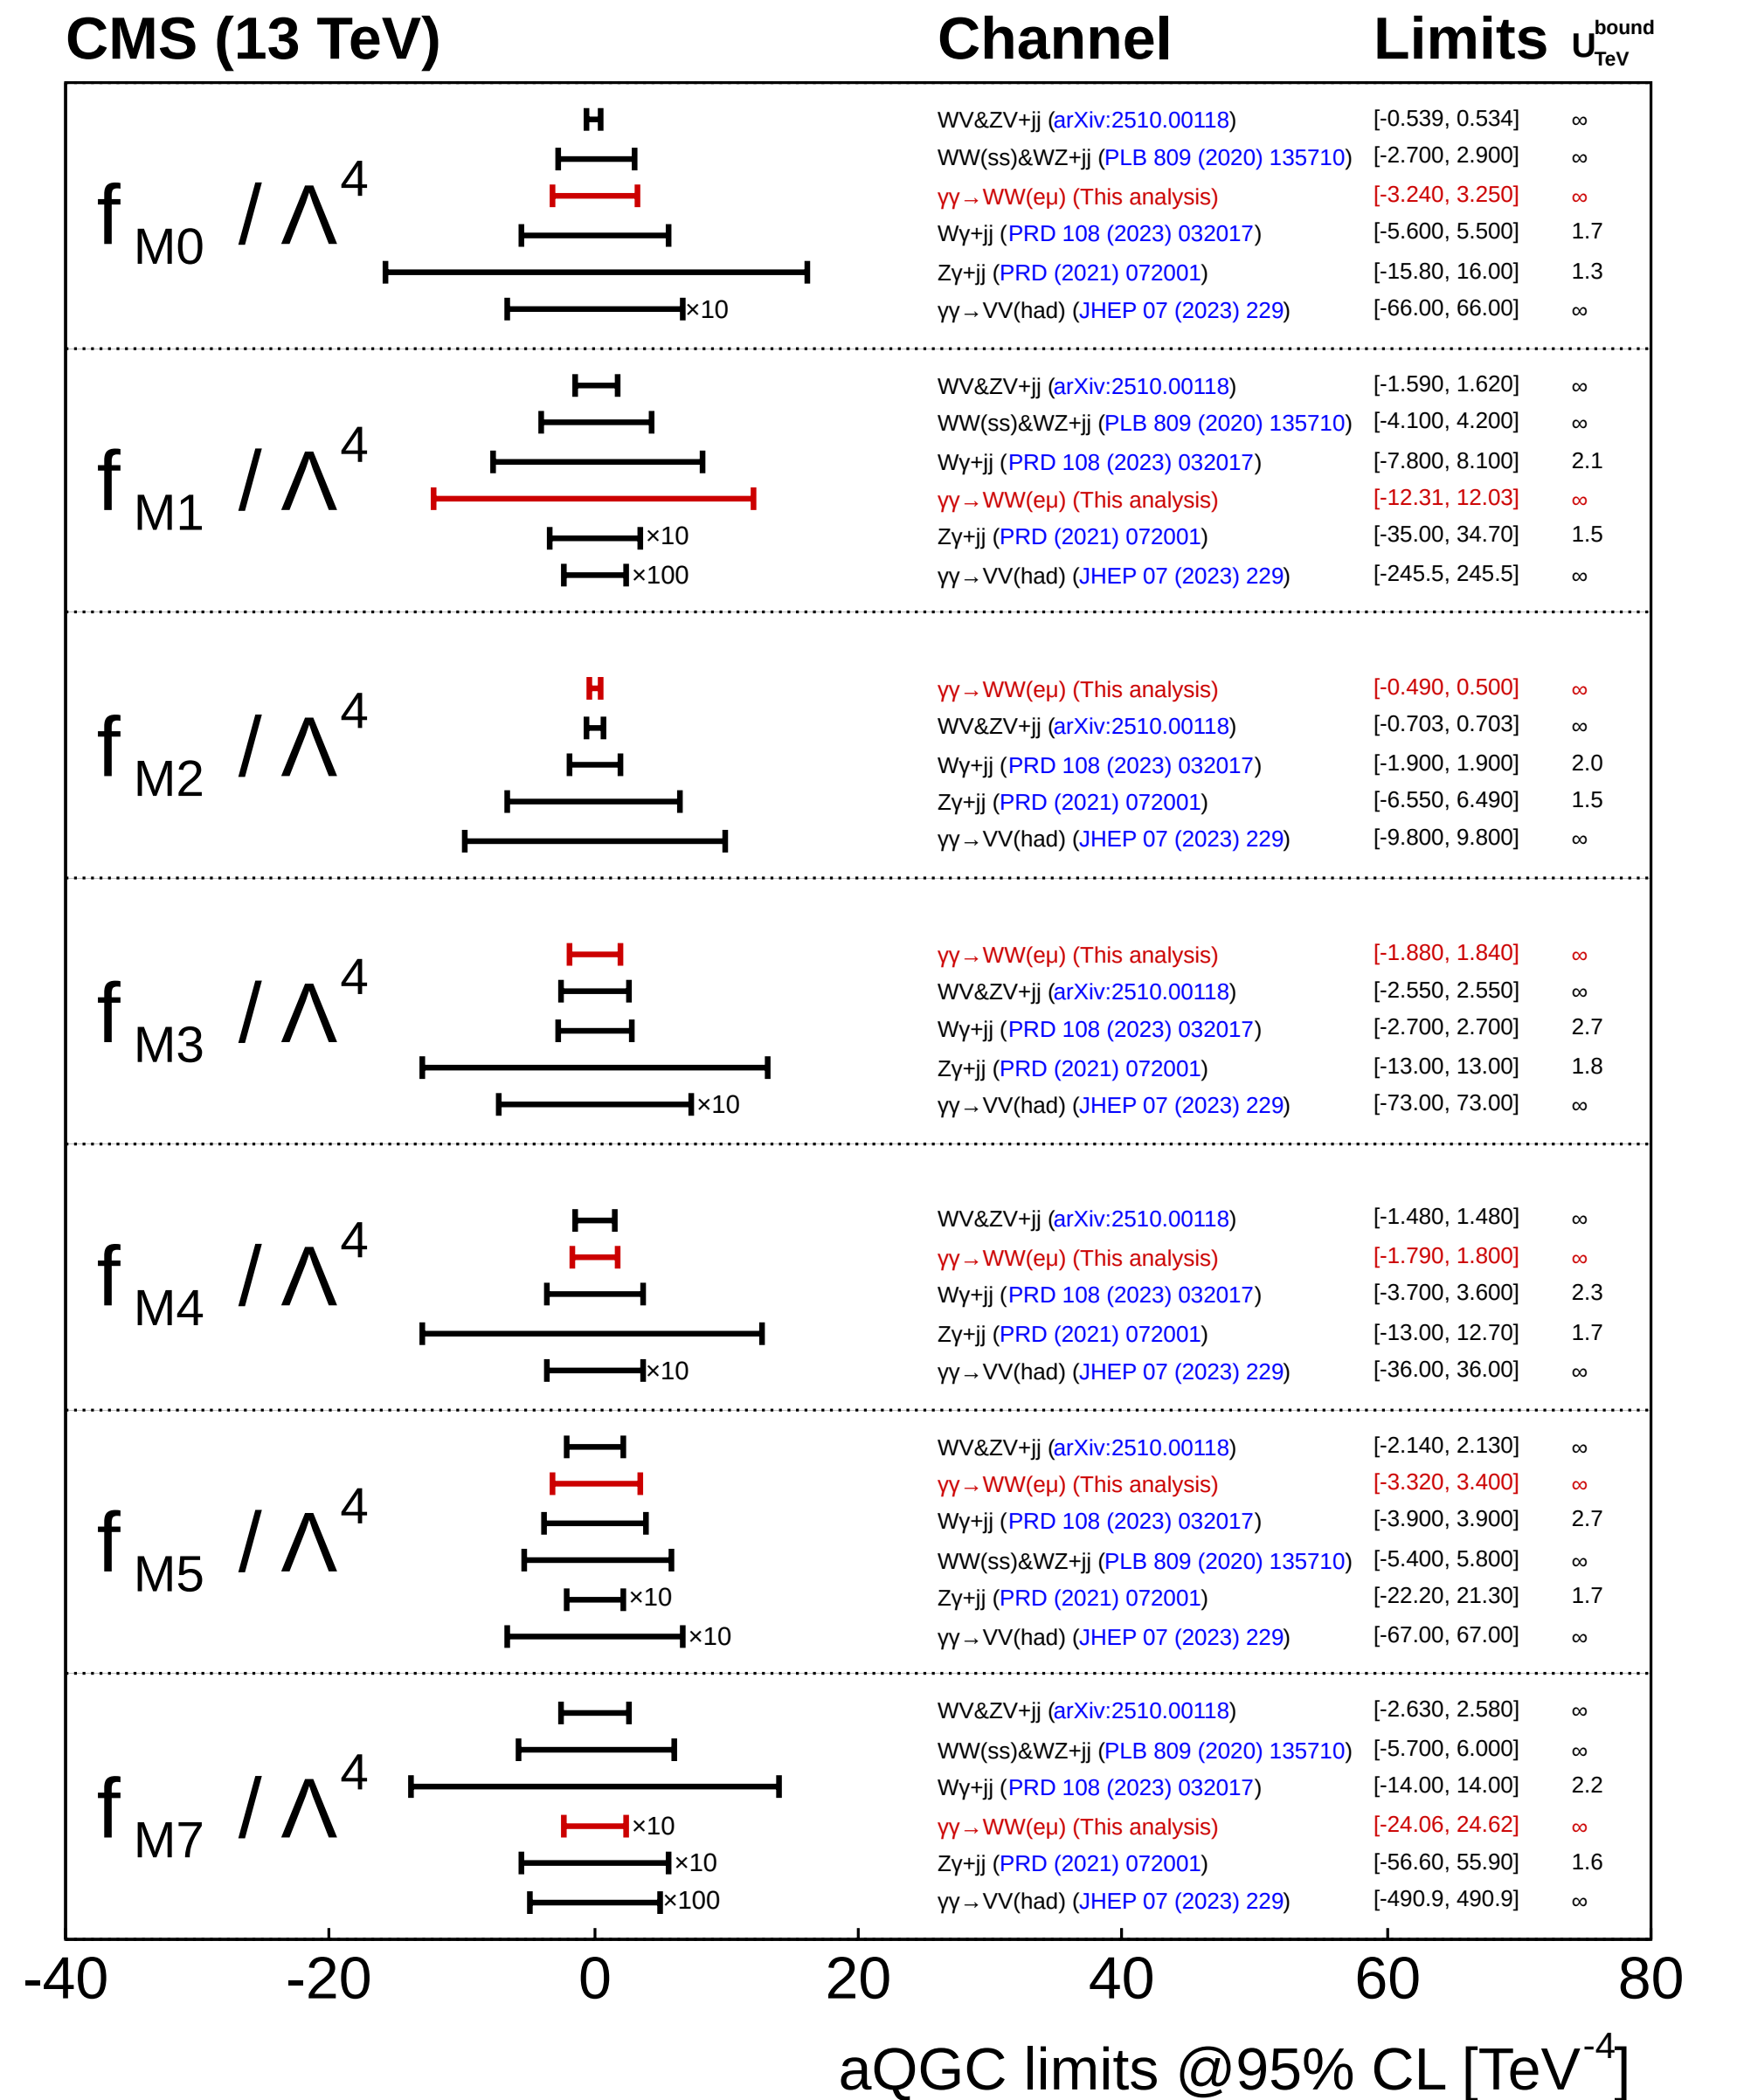 CMS (13 TeV) Channel Limits U bound TeV
WV&ZV+jj (arXiv:2510.00118) [-0.539, 0.534] ∞
WW(ss)&WZ+jj (PLB 809 (2020) 135710) [-2.700, 2.900] ∞
f M0 / Λ 4
γγ→WW(eμ) (This analysis) [-3.240, 3.250] ∞
Wγ+jj (PRD 108 (2023) 032017) [-5.600, 5.500] 1.7
Zγ+jj (PRD (2021) 072001) [-15.80, 16.00] 1.3
×10 γγ→VV(had) (JHEP 07 (2023) 229) [-66.00, 66.00] ∞
WV&ZV+jj (arXiv:2510.00118) [-1.590, 1.620] ∞
WW(ss)&WZ+jj (PLB 809 (2020) 135710) [-4.100, 4.200] ∞
f M1 / Λ 4
Wγ+jj (PRD 108 (2023) 032017) [-7.800, 8.100] 2.1
γγ→WW(eμ) (This analysis) [-12.31, 12.03] ∞
×10 Zγ+jj (PRD (2021) 072001) [-35.00, 34.70] 1.5
×100 γγ→VV(had) (JHEP 07 (2023) 229) [-245.5, 245.5] ∞
γγ→WW(eμ) (This analysis) [-0.490, 0.500] ∞
WV&ZV+jj (arXiv:2510.00118) [-0.703, 0.703] ∞
f M2 / Λ 4
Wγ+jj (PRD 108 (2023) 032017) [-1.900, 1.900] 2.0
Zγ+jj (PRD (2021) 072001) [-6.550, 6.490] 1.5
γγ→VV(had) (JHEP 07 (2023) 229) [-9.800, 9.800] ∞
γγ→WW(eμ) (This analysis) [-1.880, 1.840] ∞
WV&ZV+jj (arXiv:2510.00118) [-2.550, 2.550] ∞
f M3 / Λ 4
Wγ+jj (PRD 108 (2023) 032017) [-2.700, 2.700] 2.7
Zγ+jj (PRD (2021) 072001) [-13.00, 13.00] 1.8
×10 γγ→VV(had) (JHEP 07 (2023) 229) [-73.00, 73.00] ∞
WV&ZV+jj (arXiv:2510.00118) [-1.480, 1.480] ∞
γγ→WW(eμ) (This analysis) [-1.790, 1.800] ∞
f M4 / Λ 4
Wγ+jj (PRD 108 (2023) 032017) [-3.700, 3.600] 2.3
Zγ+jj (PRD (2021) 072001) [-13.00, 12.70] 1.7
×10 γγ→VV(had) (JHEP 07 (2023) 229) [-36.00, 36.00] ∞
WV&ZV+jj (arXiv:2510.00118) [-2.140, 2.130] ∞
γγ→WW(eμ) (This analysis) [-3.320, 3.400] ∞
f M5 / Λ 4
Wγ+jj (PRD 108 (2023) 032017) [-3.900, 3.900] 2.7
WW(ss)&WZ+jj (PLB 809 (2020) 135710) [-5.400, 5.800] ∞
×10 Zγ+jj (PRD (2021) 072001) [-22.20, 21.30] 1.7
×10 γγ→VV(had) (JHEP 07 (2023) 229) [-67.00, 67.00] ∞
WV&ZV+jj (arXiv:2510.00118) [-2.630, 2.580] ∞
WW(ss)&WZ+jj (PLB 809 (2020) 135710) [-5.700, 6.000] ∞
f M7 / Λ 4
Wγ+jj (PRD 108 (2023) 032017) [-14.00, 14.00] 2.2
×10 γγ→WW(eμ) (This analysis) [-24.06, 24.62] ∞
×10 Zγ+jj (PRD (2021) 072001) [-56.60, 55.90] 1.6
×100 γγ→VV(had) (JHEP 07 (2023) 229) [-490.9, 490.9] ∞
-40 -20 0 20 40 60 80
aQGC limits @95% CL [TeV-4]